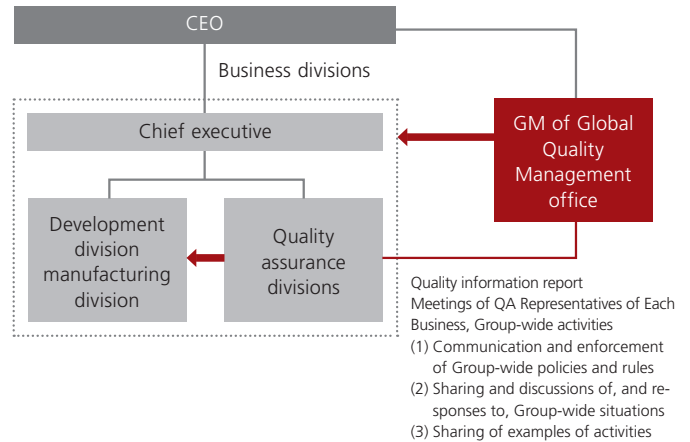 CEO
Business divisions
Chief executive
GM of Global
Quality
Management
office
Development
division
manufacturing
division
Quality
assurance
divisions
Quality information report
Meetings of QA Representatives of Each
Business, Group-wide activities
(1) Communication and enforcement
of Group-wide policies and rules
(2) Sharing and discussions of, and re-
sponses to, Group-wide situations
(3) Sharing of examples of activities